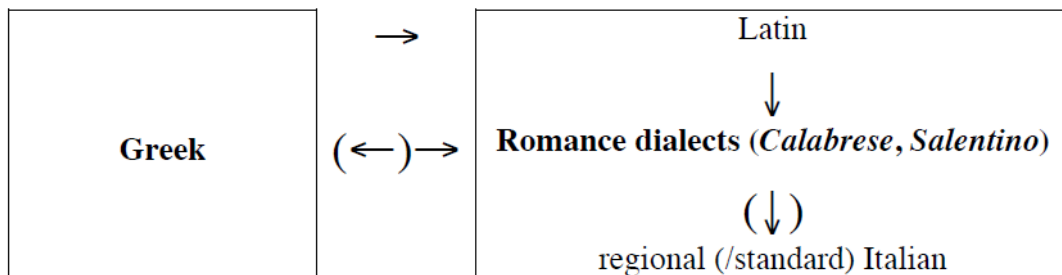 → Latin
↓
Greek (←)→ Romance dialects (Calabrese, Salentino)
(↓)
regional (/standard) Italian